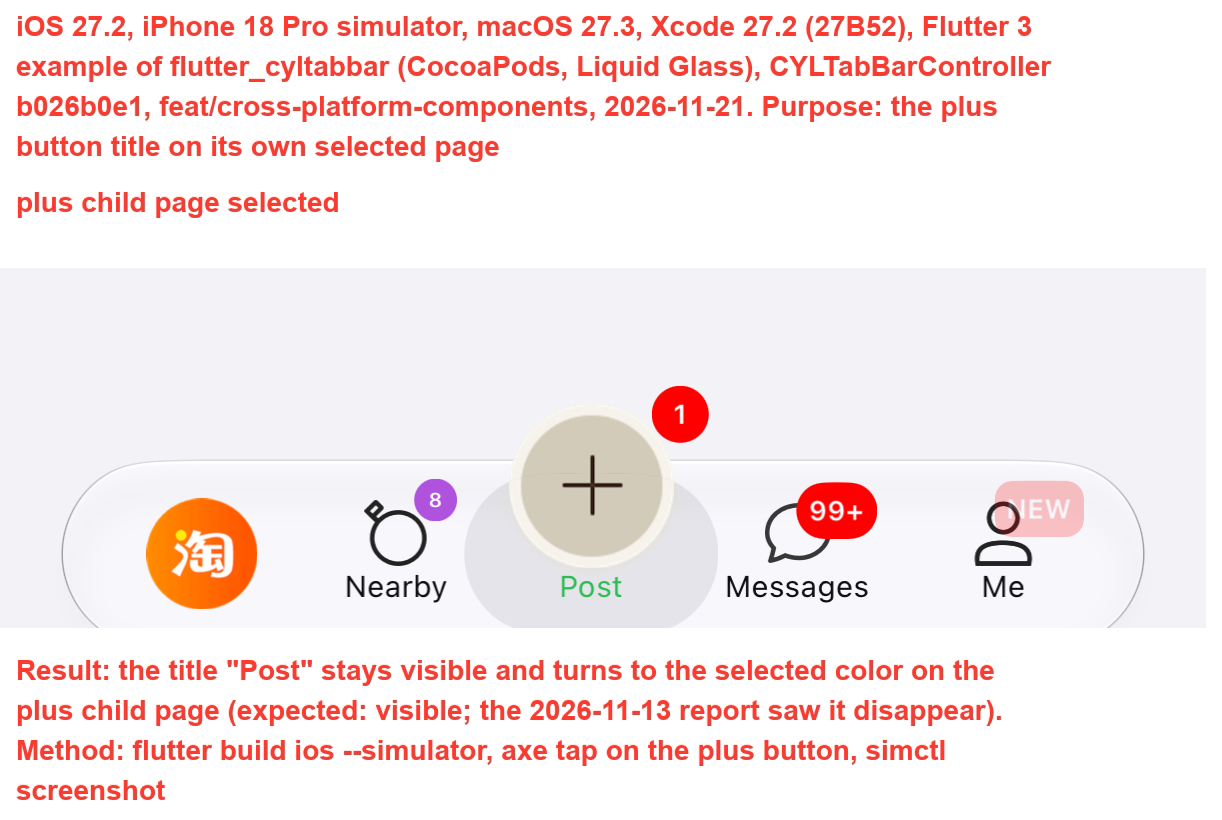 iOS 27.2, iPhone 18 Pro simulator, macOS 27.3, Xcode 27.2 (27B52), Flutter 3
example of flutter_cyltabbar (CocoaPods, Liquid Glass), CYLTabBarController
b026b0e1, feat/cross-platform-components, 2026-11-21. Purpose: the plus
button title on its own selected page
plus child page selected
1
8
99+
NEW
淘
Nearby
Post
Messages
Me
Result: the title "Post" stays visible and turns to the selected color on the
plus child page (expected: visible; the 2026-11-13 report saw it disappear).
Method: flutter build ios --simulator, axe tap on the plus button, simctl
screenshot